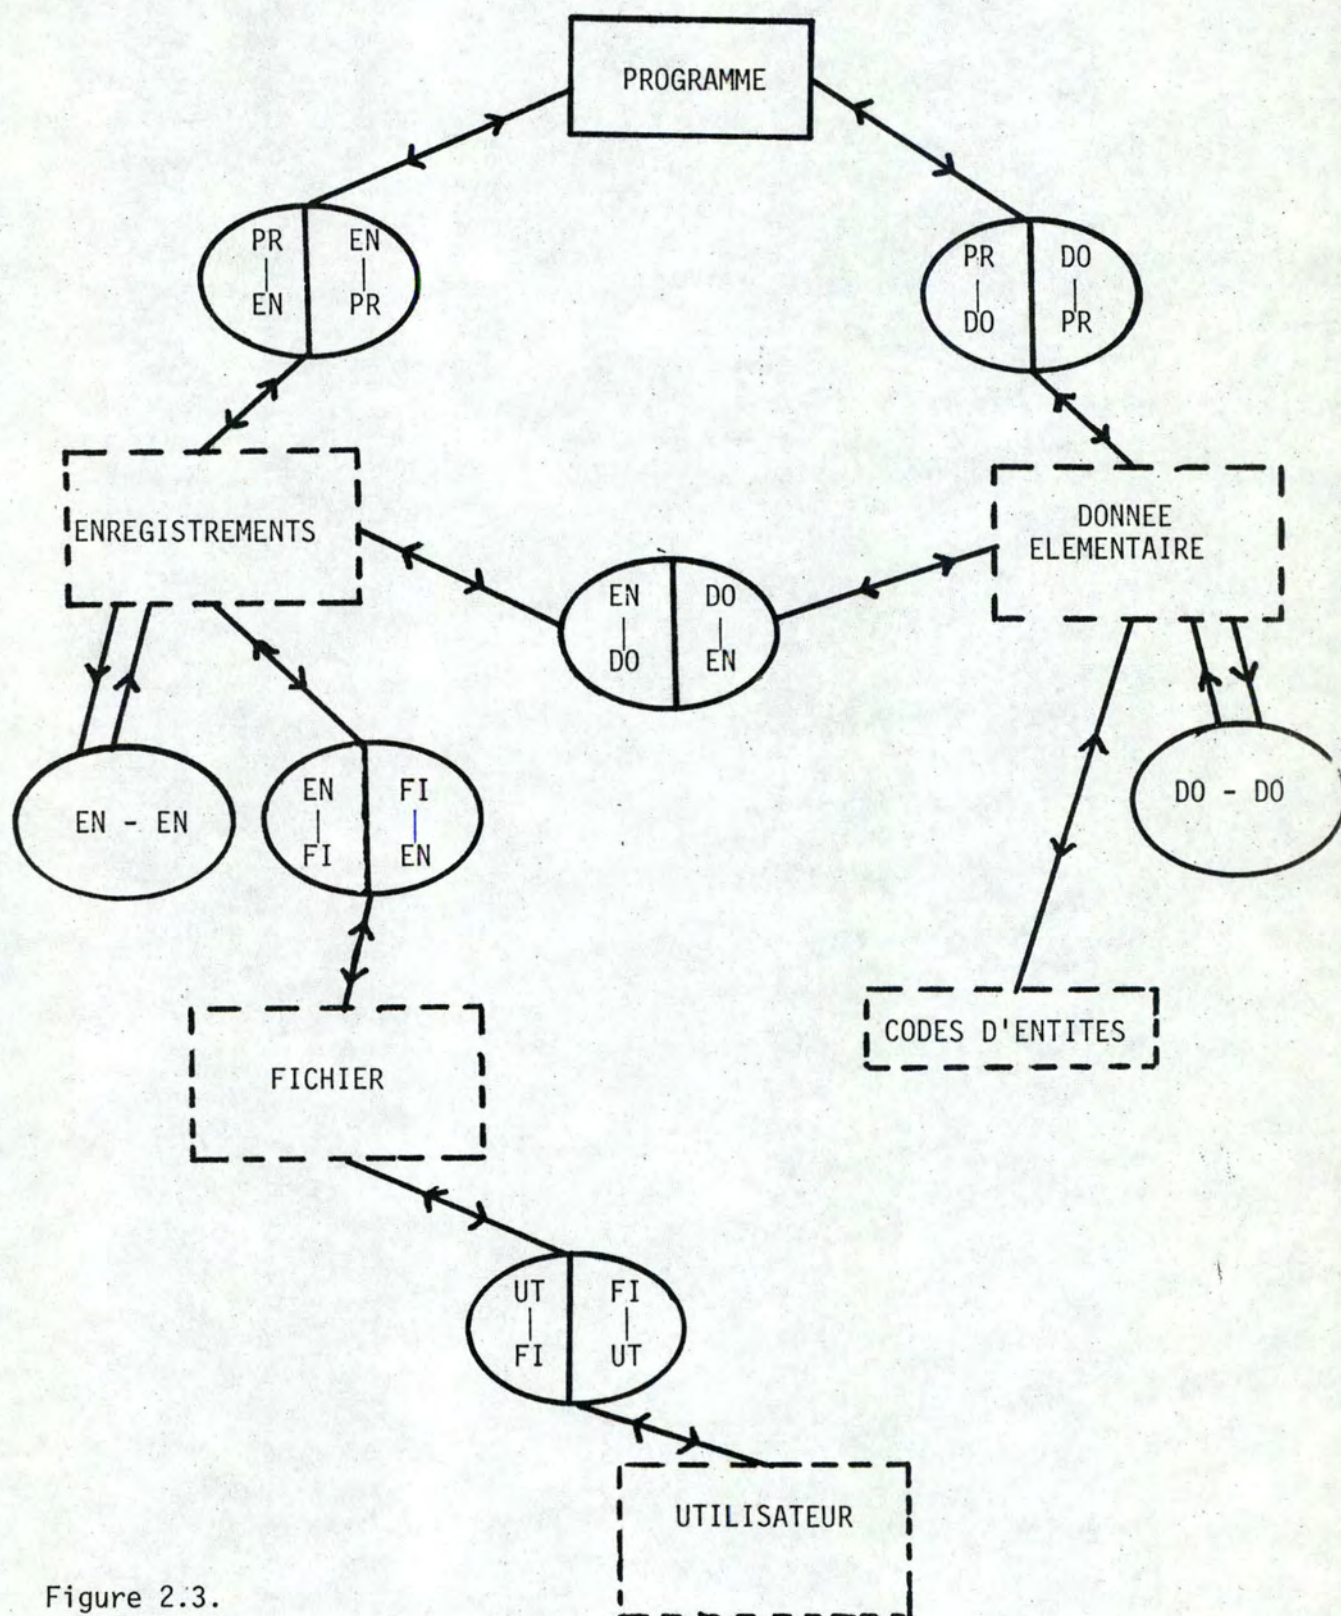 PROGRAMME
PR EN
EN PR
PR DO
DO PR
ENREGISTREMENTS
DONNEE
ELEMENTAIRE
EN DO
DO EN
EN - EN
EN FI
FI EN
DO - DO
CODES D'ENTITES
FICHIER
UT FI
FI UT
UTILISATEUR
Figure 2.3.